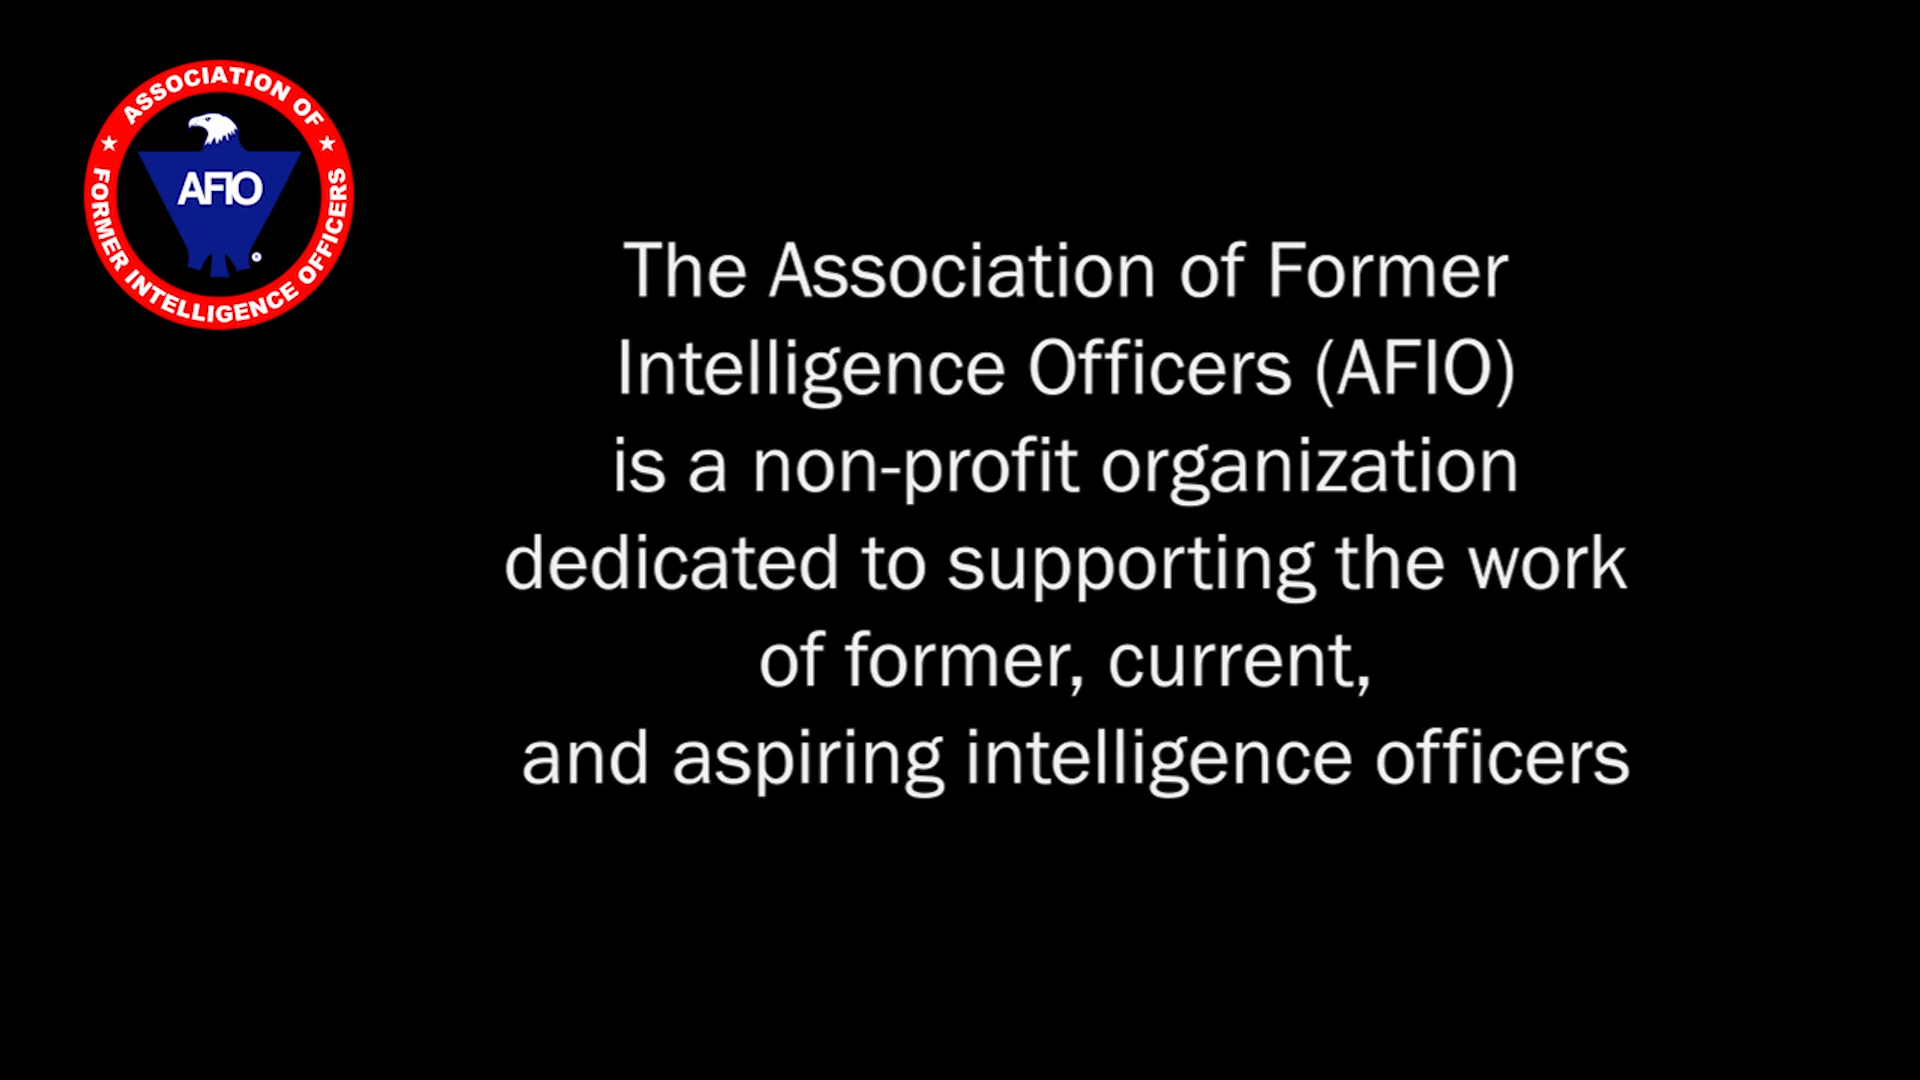 ASSOCIATION OF
FORMER INTELLIGENCE OFFICERS
AFIO
The Association of Former
Intelligence Officers (AFIO)
is a non-profit organization
dedicated to supporting the work
of former, current,
and aspiring intelligence officers